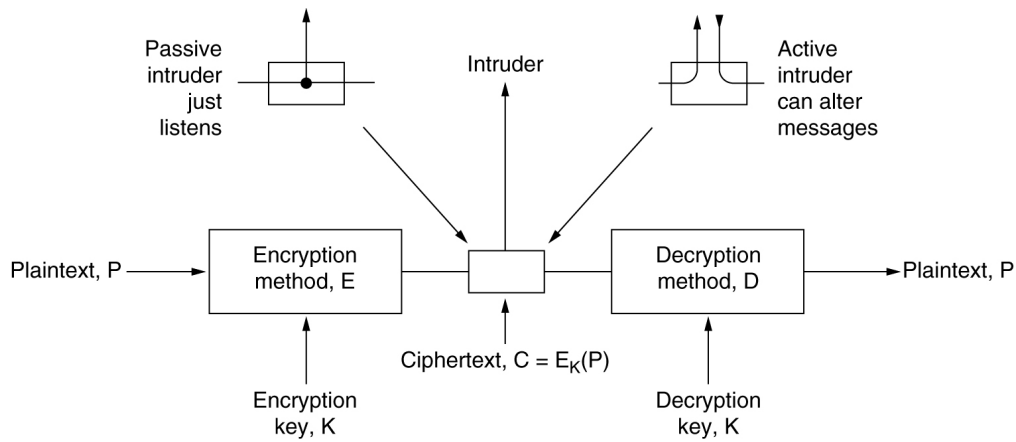 Passive
intruder
just
listens
Intruder
Active
intruder
can alter
messages
Plaintext, P
Encryption
method, E
Decryption
method, D
Plaintext, P
Ciphertext, C = E_K(P)
Encryption
key, K
Decryption
key, K